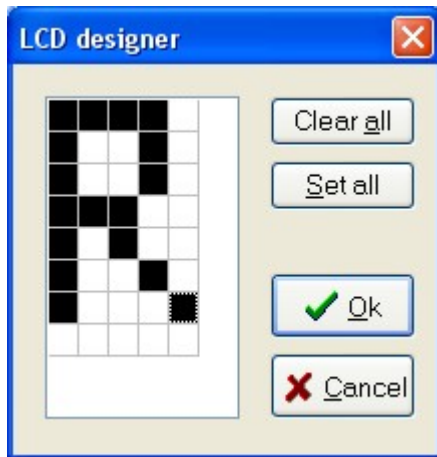 LCD designer
Clear all
Set all
R
Ok
Cancel